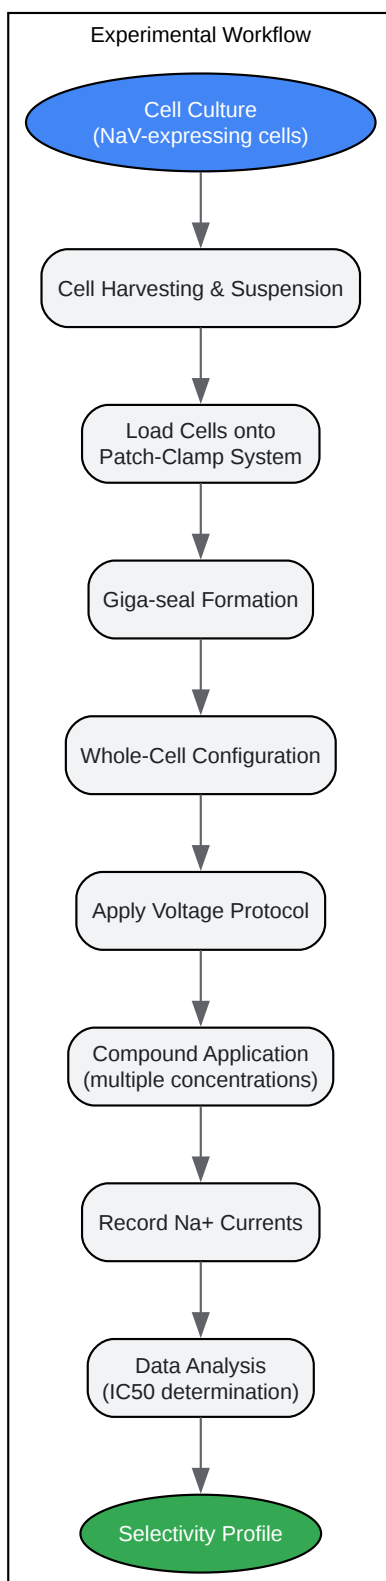 Experimental Workflow
Cell Culture
(NaV-expressing cells)
Cell Harvesting & Suspension
Load Cells onto
Patch-Clamp System
Giga-seal Formation
Whole-Cell Configuration
Apply Voltage Protocol
Compound Application
(multiple concentrations)
Record Na+ Currents
Data Analysis
(IC50 determination)
Selectivity Profile